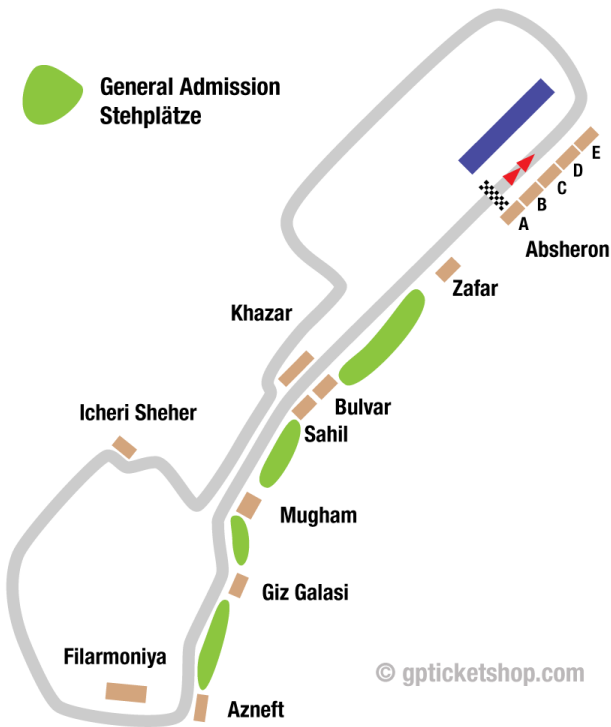 General Admission
Stehplätze
E
D
C
B
A
Absheron
Zafar
Khazar
Bulvar
Icheri Sheher
Sahil
Mugham
Giz Galasi
Filarmoniya
Azneft
© gpticketshop.com